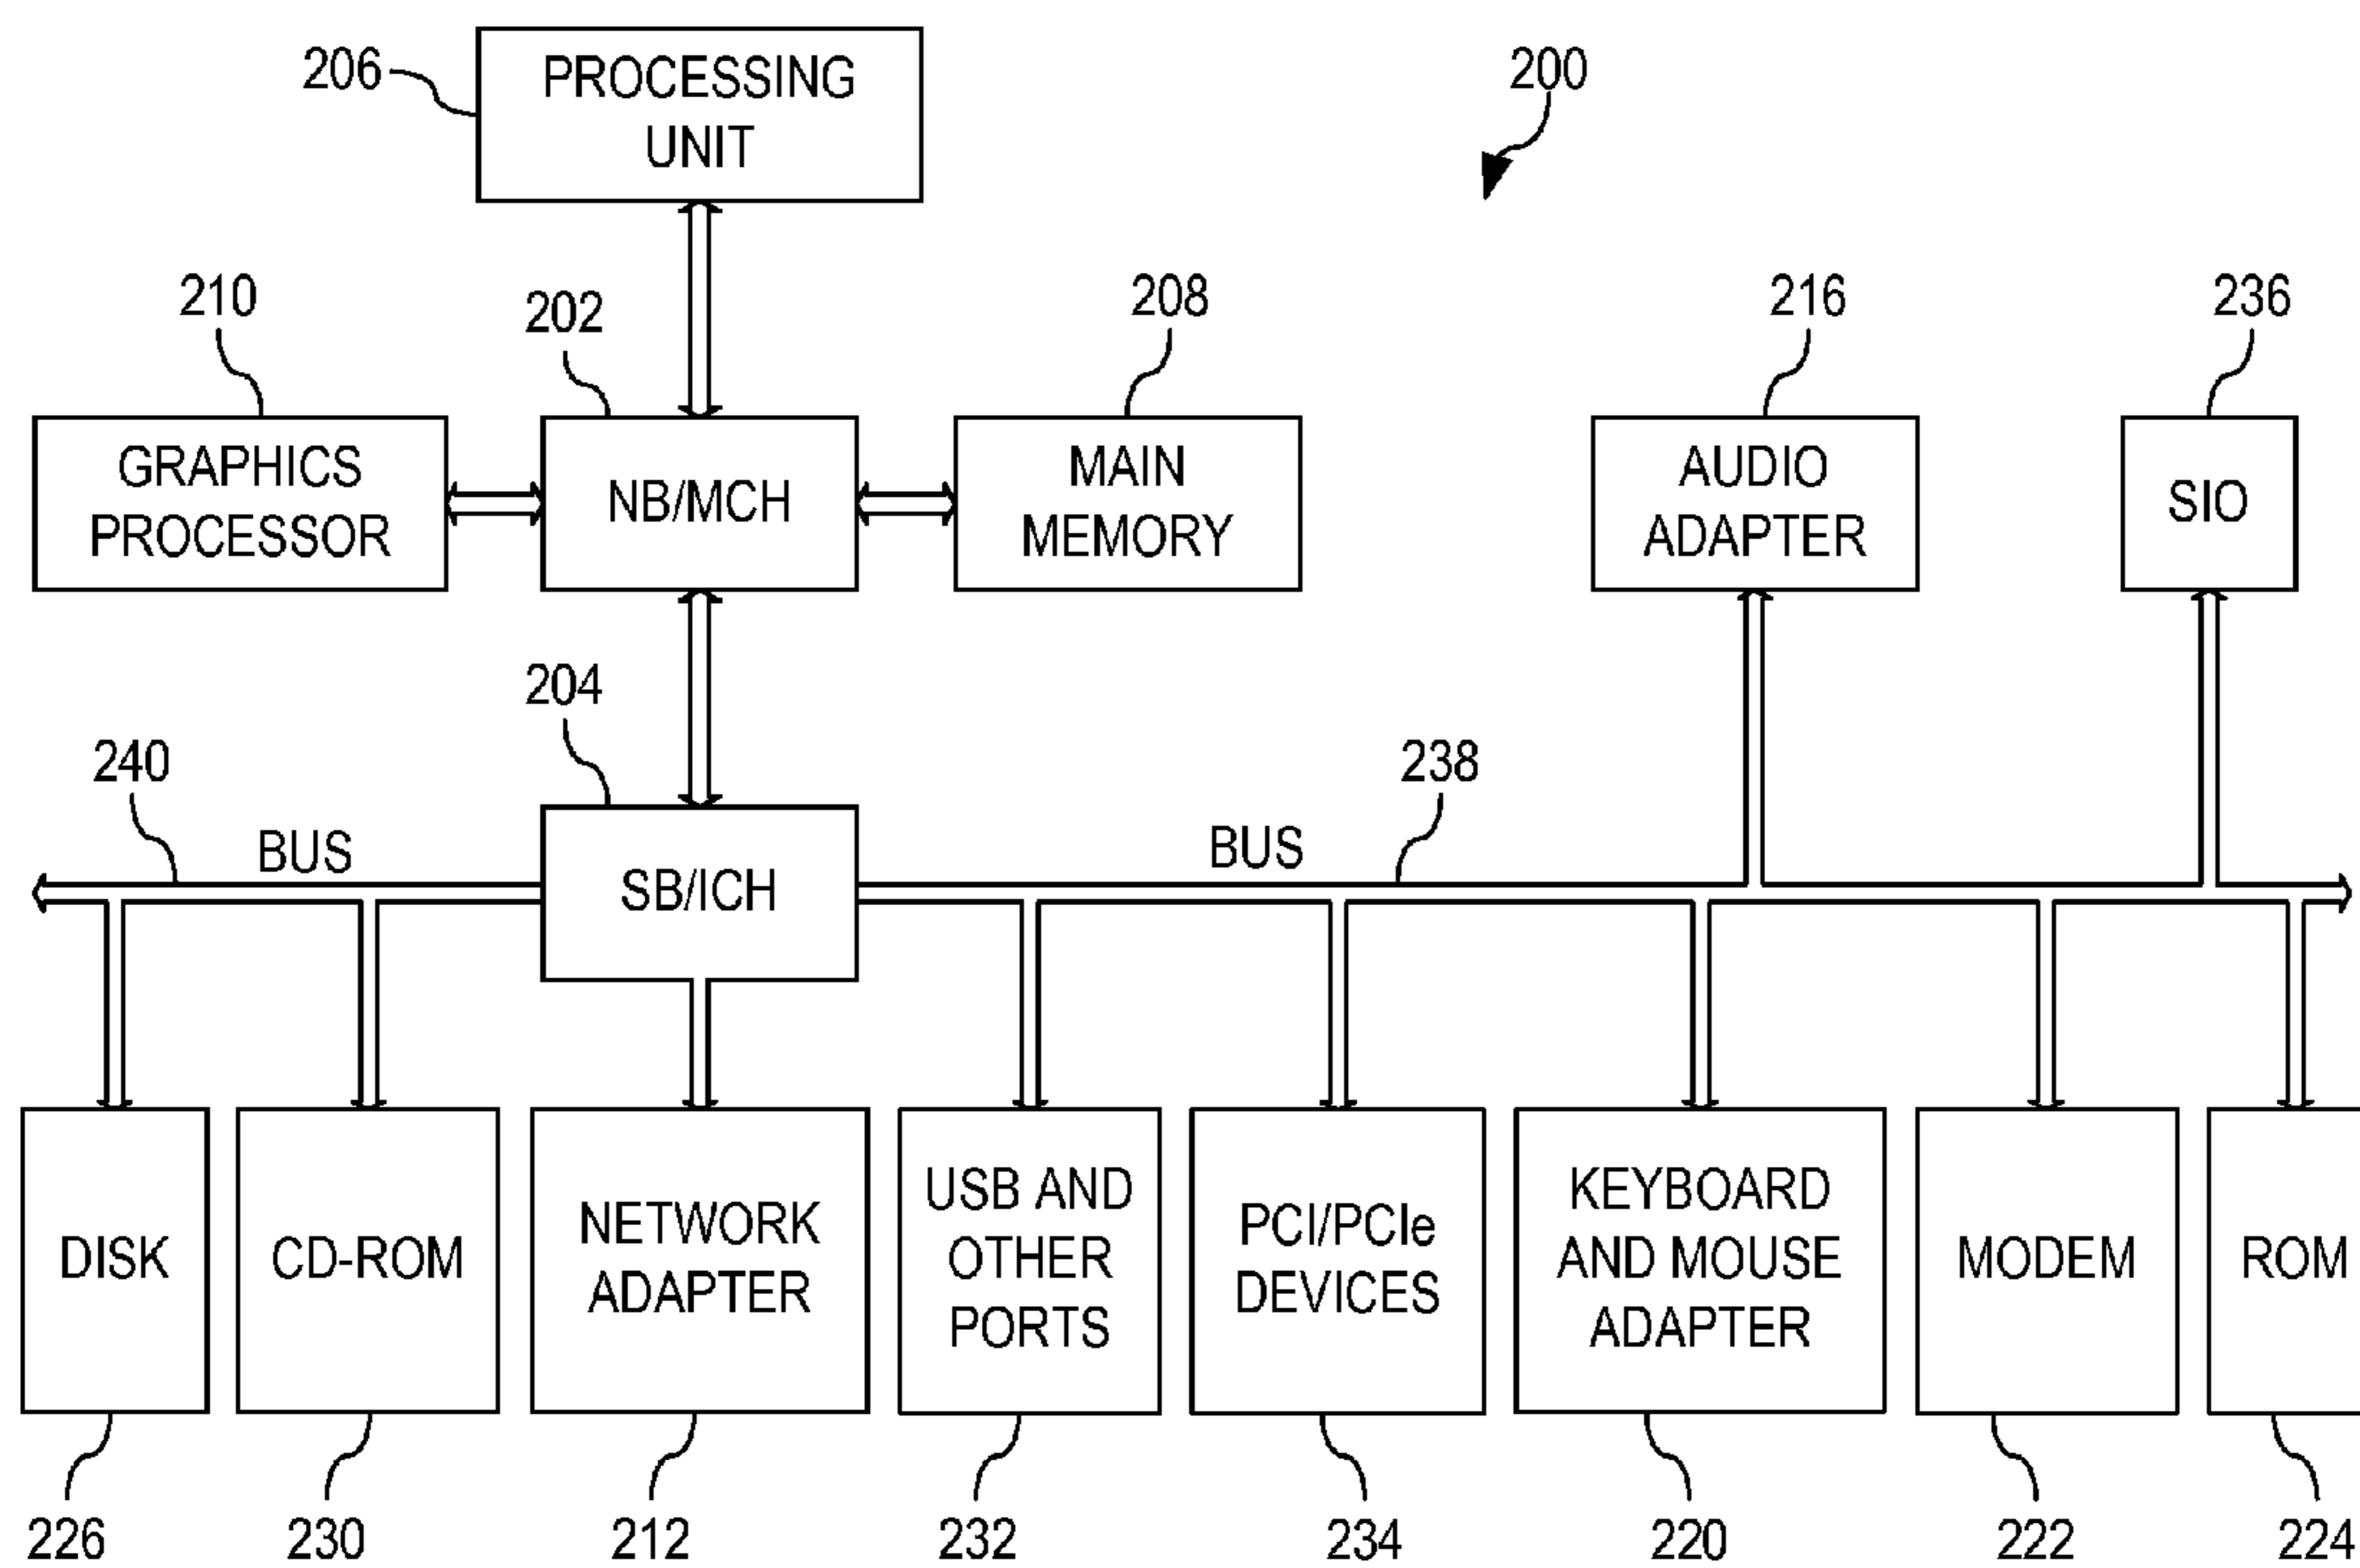 206
PROCESSING
UNIT
200
210
202
208
216
236
GRAPHICS
PROCESSOR
NB/MCH
MAIN
MEMORY
AUDIO
ADAPTER
SIO
204
240
238
BUS
SB/ICH
BUS
DISK
CD-ROM
NETWORK
ADAPTER
USB AND
OTHER
PORTS
PCI/PCIe
DEVICES
KEYBOARD
AND MOUSE
ADAPTER
MODEM
ROM
226
230
212
232
234
220
222
224